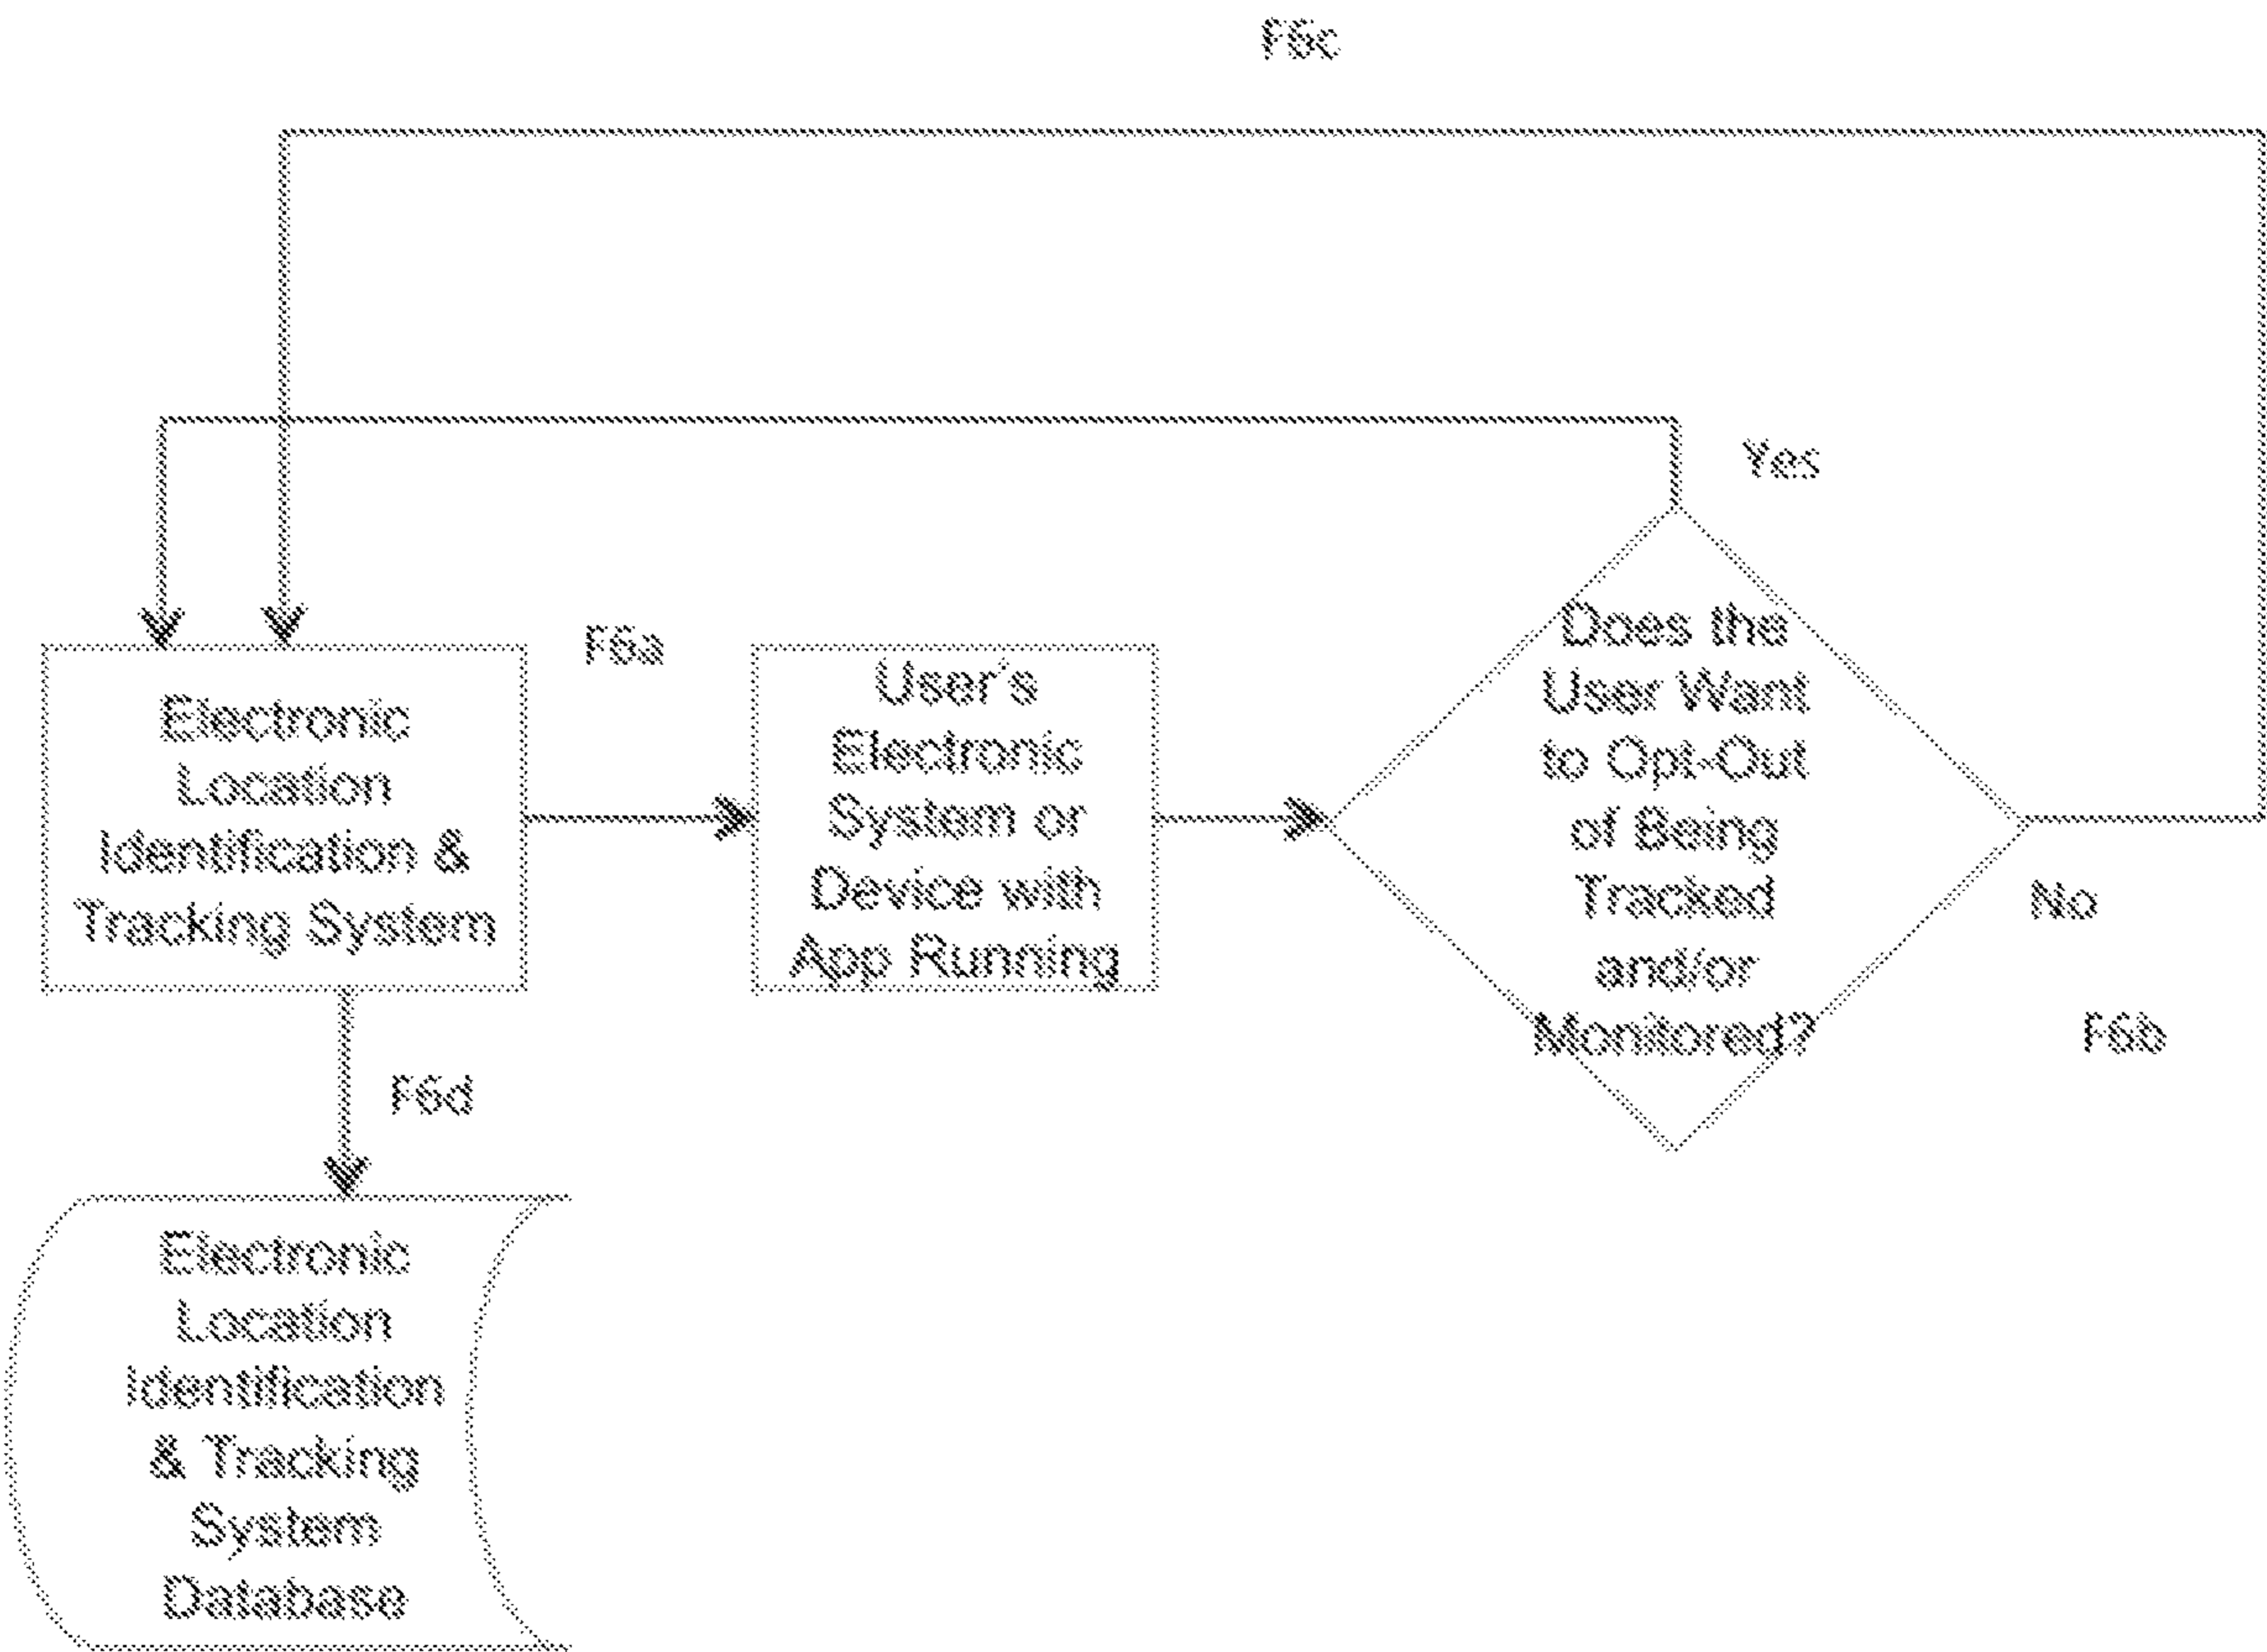 F6c
Yes
F6a
Electronic
Location
Identification &
Tracking System
User's
Electronic
System or
Device with
App Running
Does the
User Want
to Opt-Out
of Being
Tracked
and/or
Monitored?
No
F6b
F6d
Electronic
Location
Identification
& Tracking
System
Database